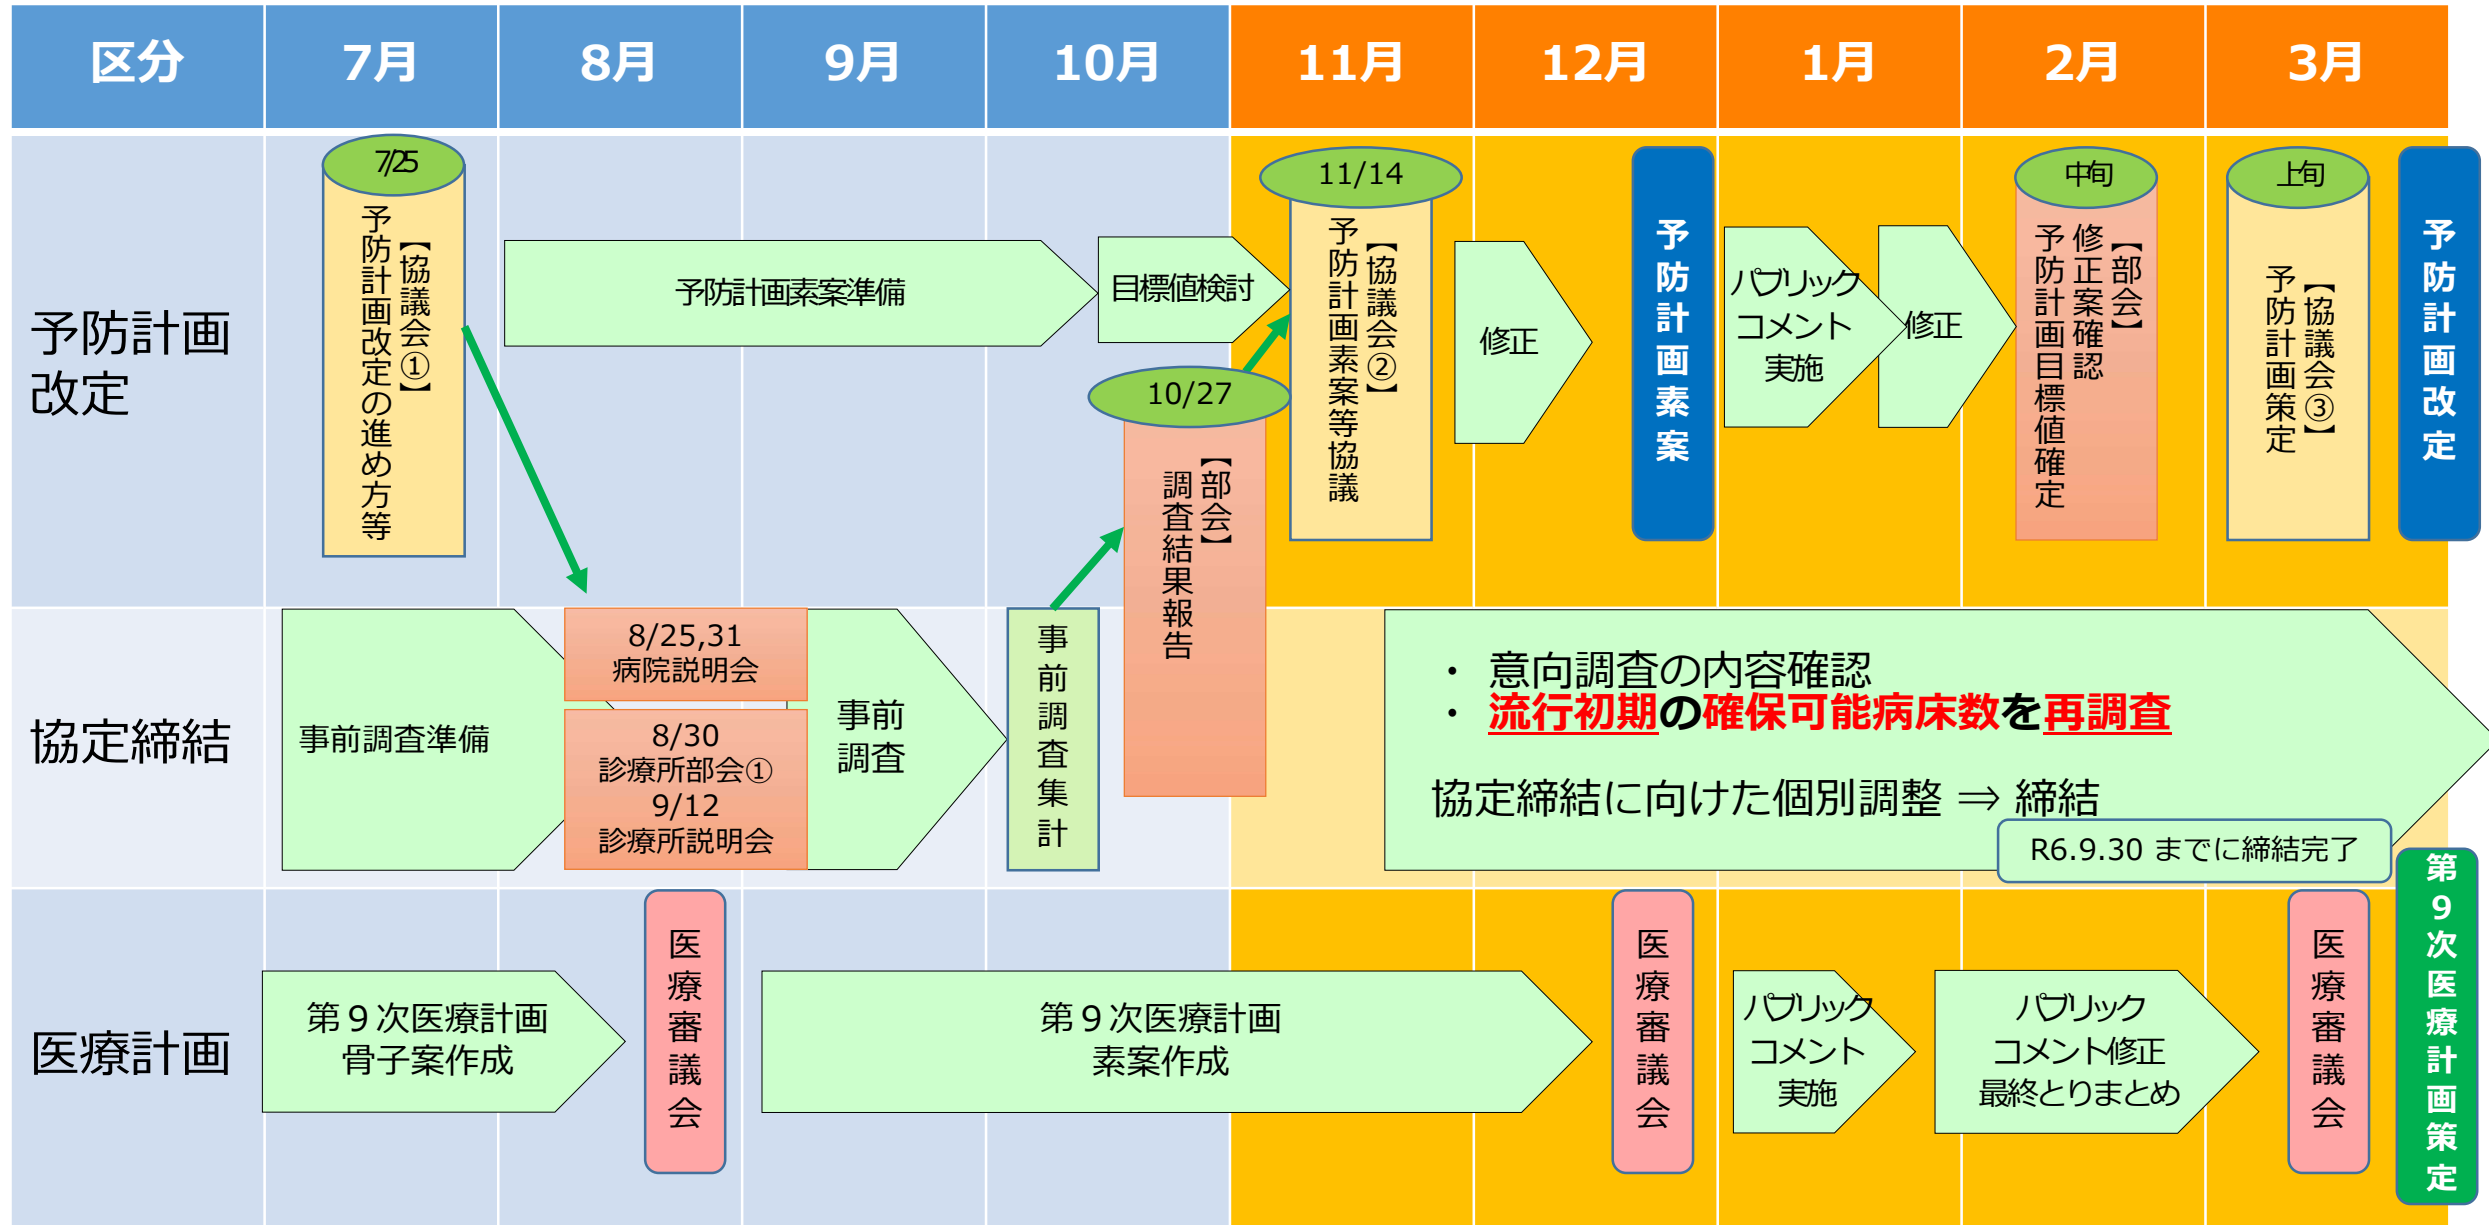 区分
7月
8月
9月
10月
11月
12月
1月
2月
3月
予防計画
改定
7/25
【協議会①】
予防計画改定の進め方等
予防計画素案準備
目標値検討
10/27
【部会】
調査結果報告
11/14
【協議会②】
予防計画素案等協議
修正
予防計画素案
パブリック
コメント
実施
修正
中旬
【部会】
修正案確認
予防計画目標値確定
上旬
【協議会③】
予防計画策定
予防計画改定
協定締結
事前調査準備
8/25,31
病院説明会
8/30
診療所部会①
9/12
診療所説明会
事前
調査
事前調査集計
・ 意向調査の内容確認
・ 流行初期の確保可能病床数を再調査
協定締結に向けた個別調整 ⇒ 締結
R6.9.30 までに締結完了
医療計画
第9次医療計画
骨子案作成
医療審議会
第9次医療計画
素案作成
医療審議会
パブリック
コメント
実施
パブリック
コメント修正
最終とりまとめ
医療審議会
第9次医療計画策定